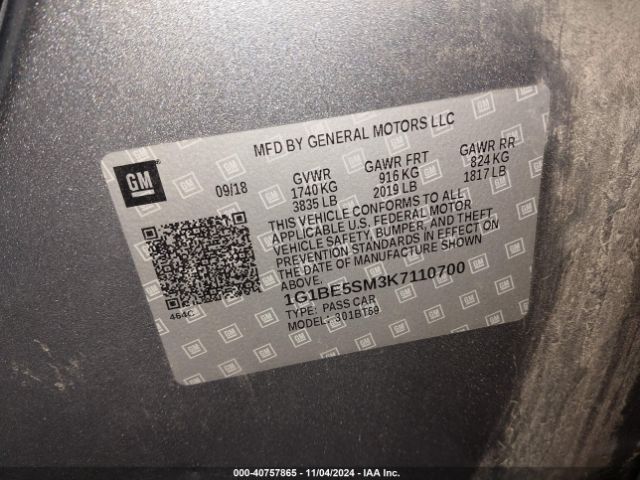 MFD BY GENERAL MOTORS LLC
GM
09/18
GVWR GAWR FRT GAWR RR
1740 KG 916 KG 824 KG
3835 LB 2019 LB 1817 LB
THIS VEHICLE CONFORMS TO ALL
APPLICABLE U.S. FEDERAL MOTOR
VEHICLE SAFETY, BUMPER, AND THEFT
PREVENTION STANDARDS IN EFFECT ON
THE DATE OF MANUFACTURE SHOWN
ABOVE.
1G1BE5SM3K7110700
TYPE: PASS CAR
MODEL: 301BT69
464C
000-40757865 - 11/04/2024 - IAA Inc.